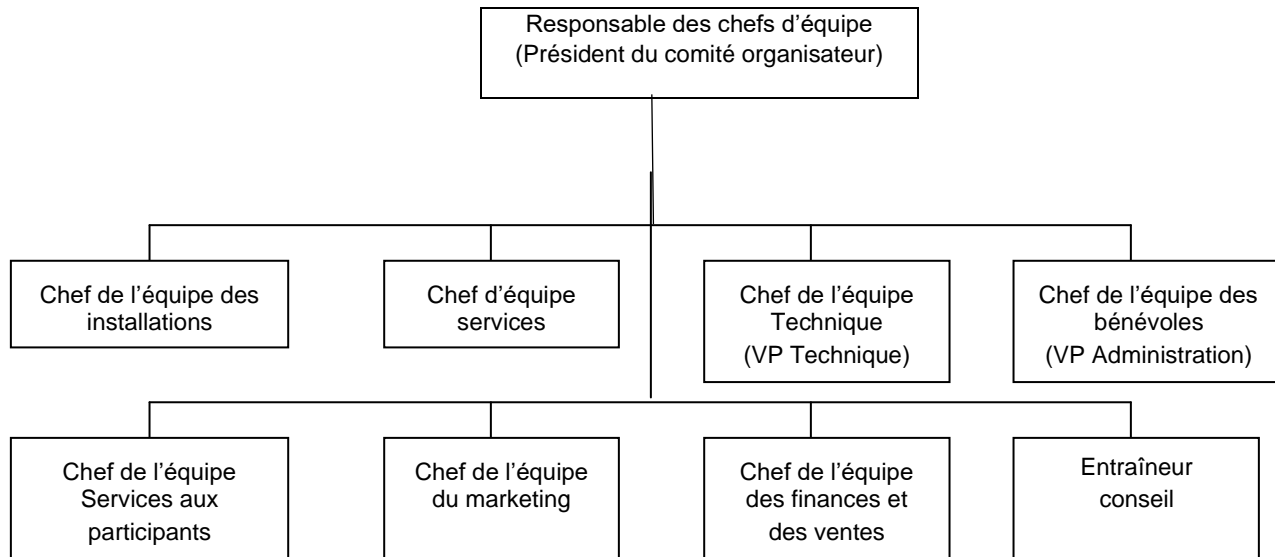 Responsable des chefs d’équipe
(Président du comité organisateur)
Chef de l’équipe des
installations
Chef d’équipe
services
Chef de l’équipe
Technique
(VP Technique)
Chef de l’équipe des
bénévoles
(VP Administration)
Chef de l’équipe
Services aux
participants
Chef de l’équipe
du marketing
Chef de l’équipe
des finances et
des ventes
Entraîneur
conseil